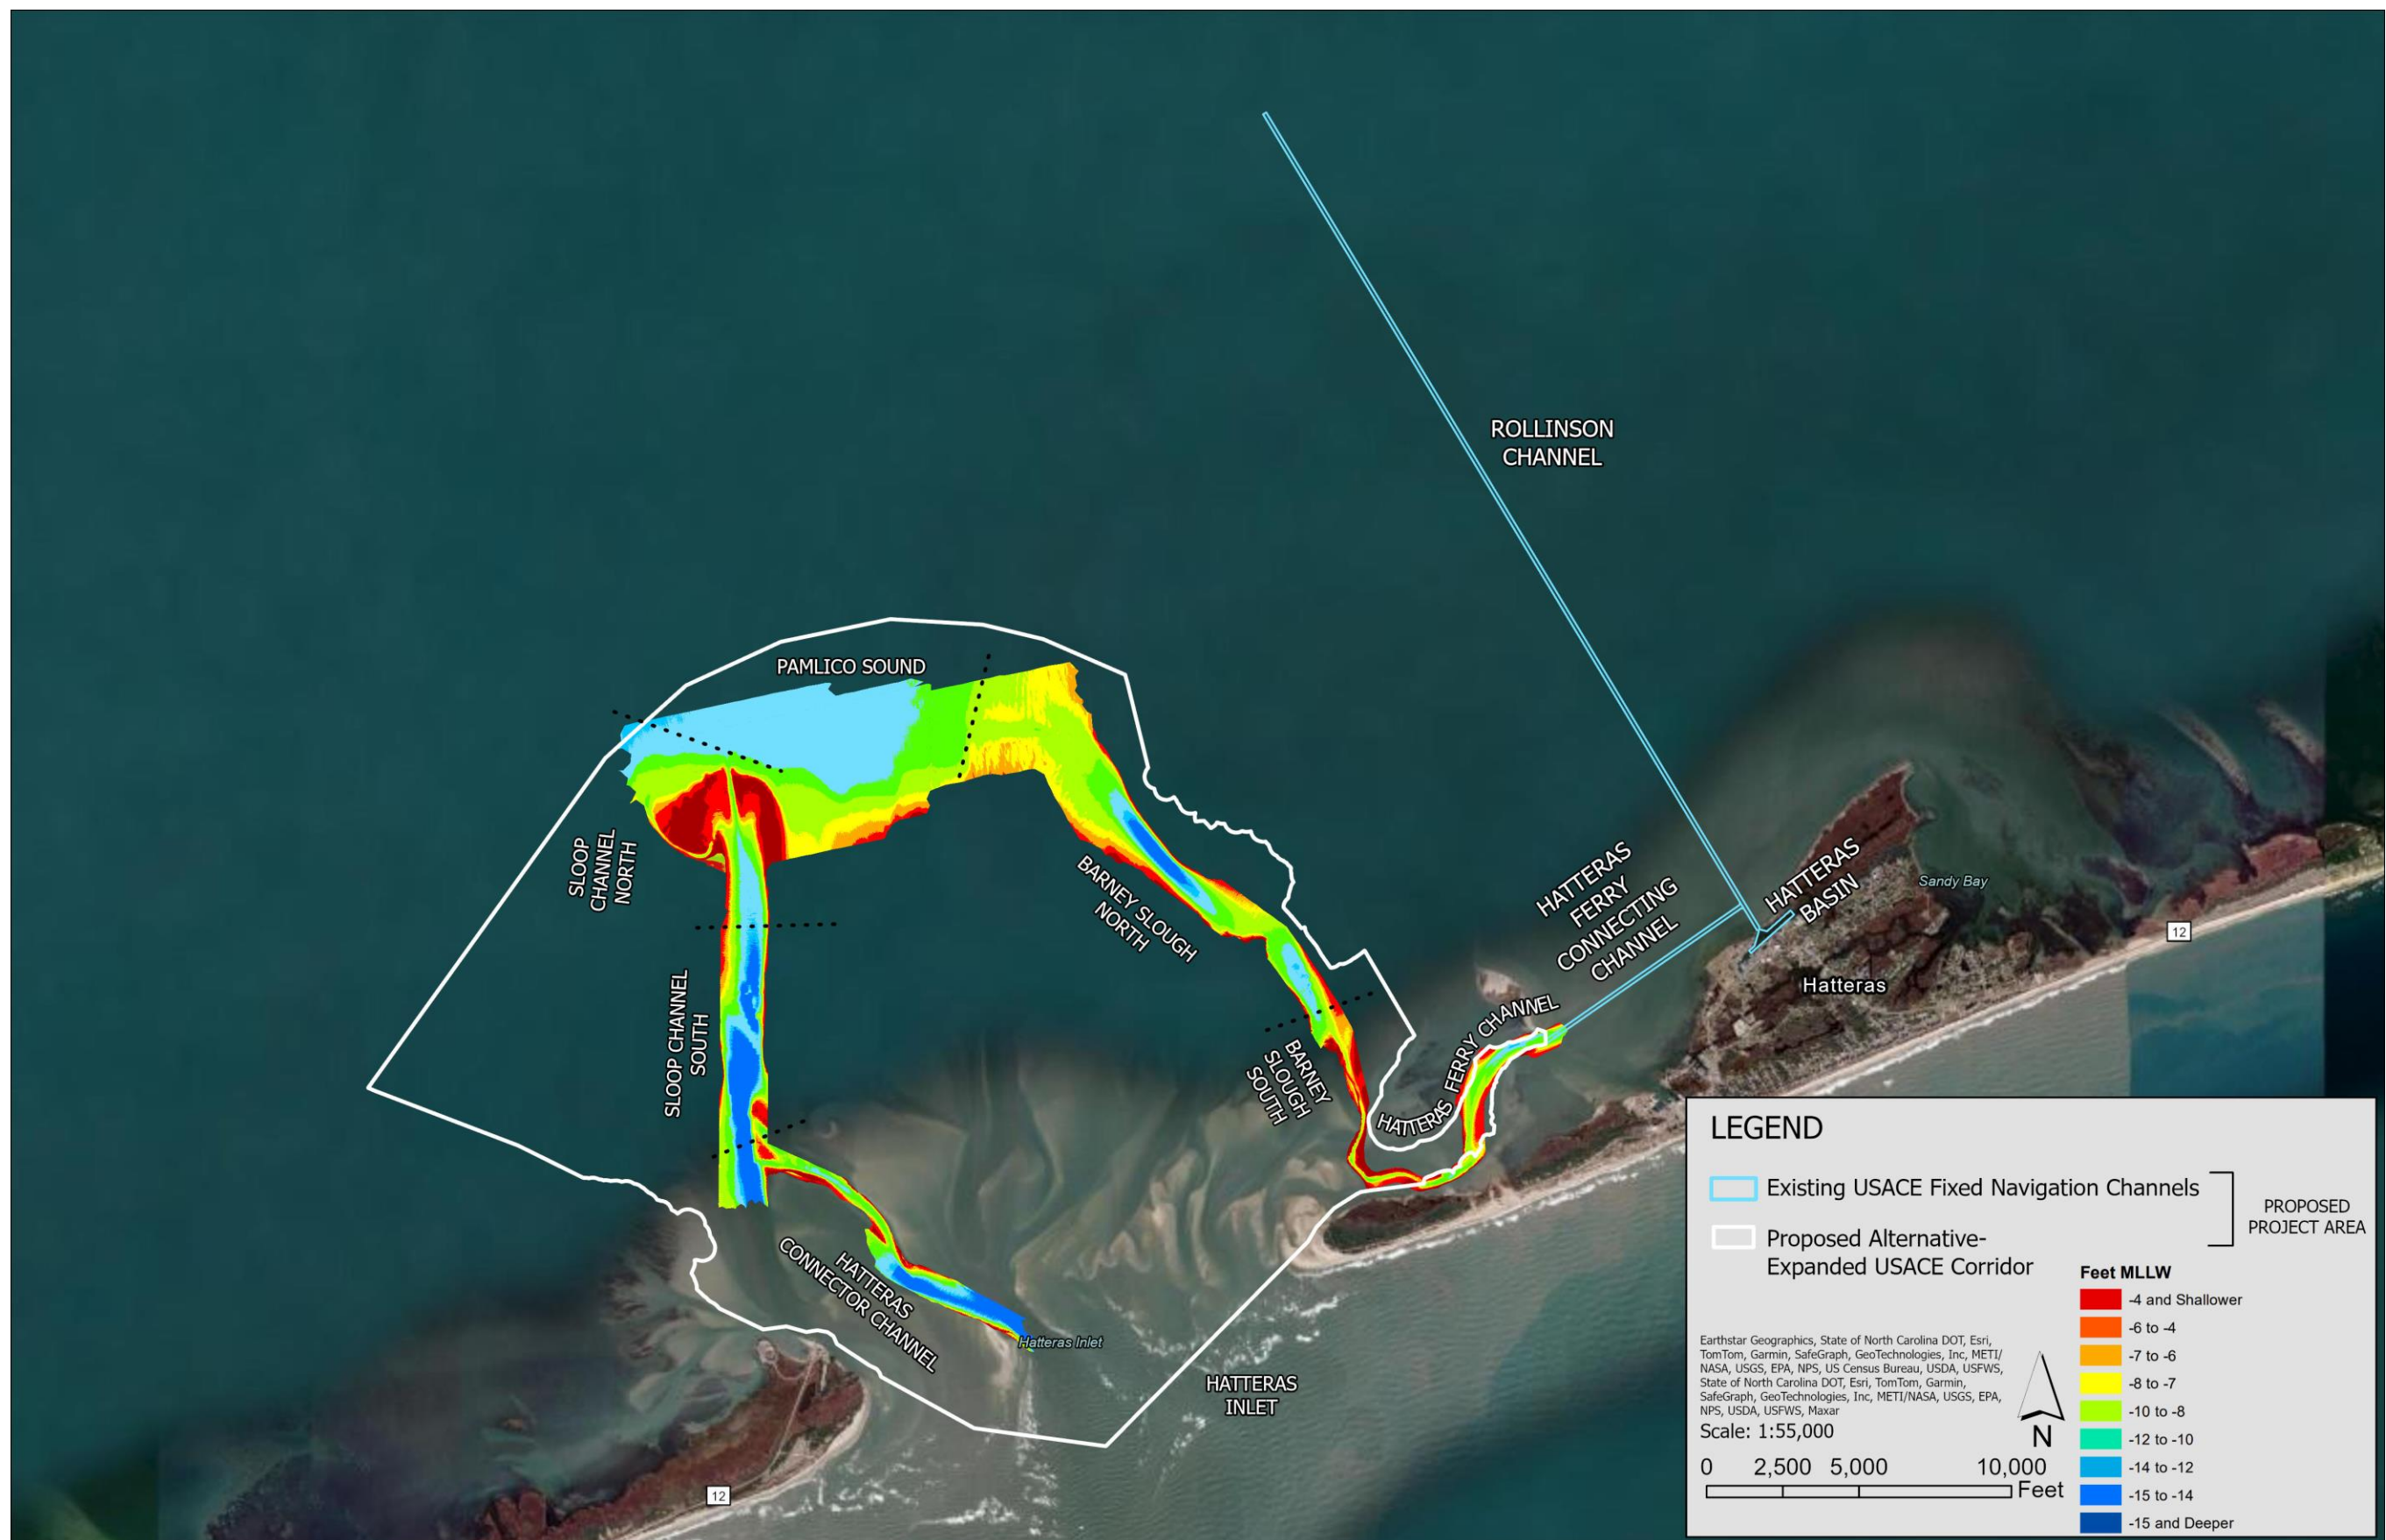 ROLLINSON
CHANNEL
PAMLICO SOUND
SLOOP
CHANNEL
NORTH
BARNEY SLOUGH
NORTH
HATTERAS
FERRY
CONNECTING
CHANNEL
HATTERAS
BASIN
Sandy Bay
12
Hatteras
SLOOP CHANNEL
SOUTH
BARNEY
SLOUGH
SOUTH
HATTERAS FERRY CHANNEL
HATTERAS
CONNECTOR CHANNEL
Hatteras Inlet
HATTERAS
INLET
12
LEGEND
Existing USACE Fixed Navigation Channels
Proposed Alternative-
Expanded USACE Corridor
PROPOSED
PROJECT AREA
Feet MLLW
-4 and Shallower
-6 to -4
-7 to -6
-8 to -7
-10 to -8
-12 to -10
-14 to -12
-15 to -14
-15 and Deeper
Earthstar Geographics, State of North Carolina DOT, Esri,
TomTom, Garmin, SafeGraph, GeoTechnologies, Inc, METI/
NASA, USGS, EPA, NPS, US Census Bureau, USDA, USFWS,
State of North Carolina DOT, Esri, TomTom, Garmin,
SafeGraph, GeoTechnologies, Inc, METI/NASA, USGS, EPA,
NPS, USDA, USFWS, Maxar
Scale: 1:55,000
N
0 2,500 5,000 10,000
Feet